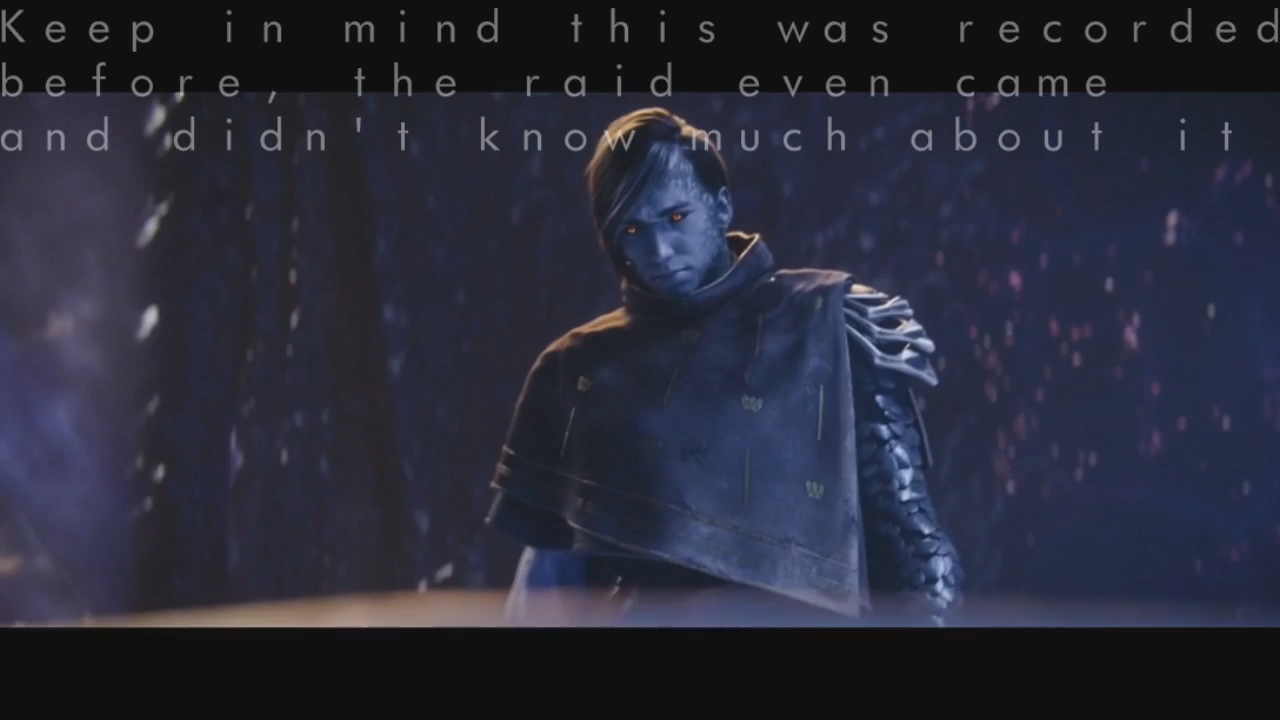 Keep in mind this was recorded
before, the raid even came
and didn't know much about it